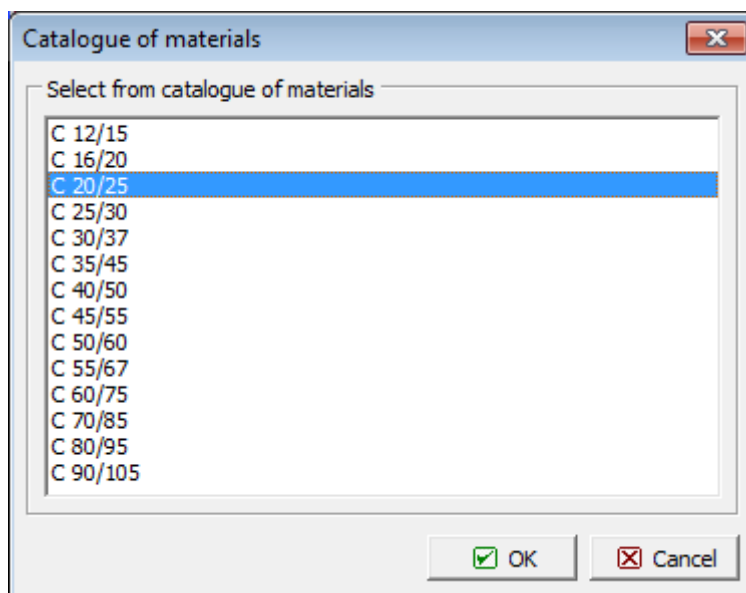 Catalogue of materials
Select from catalogue of materials
C 12/15
C 16/20
C 20/25
C 25/30
C 30/37
C 35/45
C 40/50
C 45/55
C 50/60
C 55/67
C 60/75
C 70/85
C 80/95
C 90/105
OK Cancel